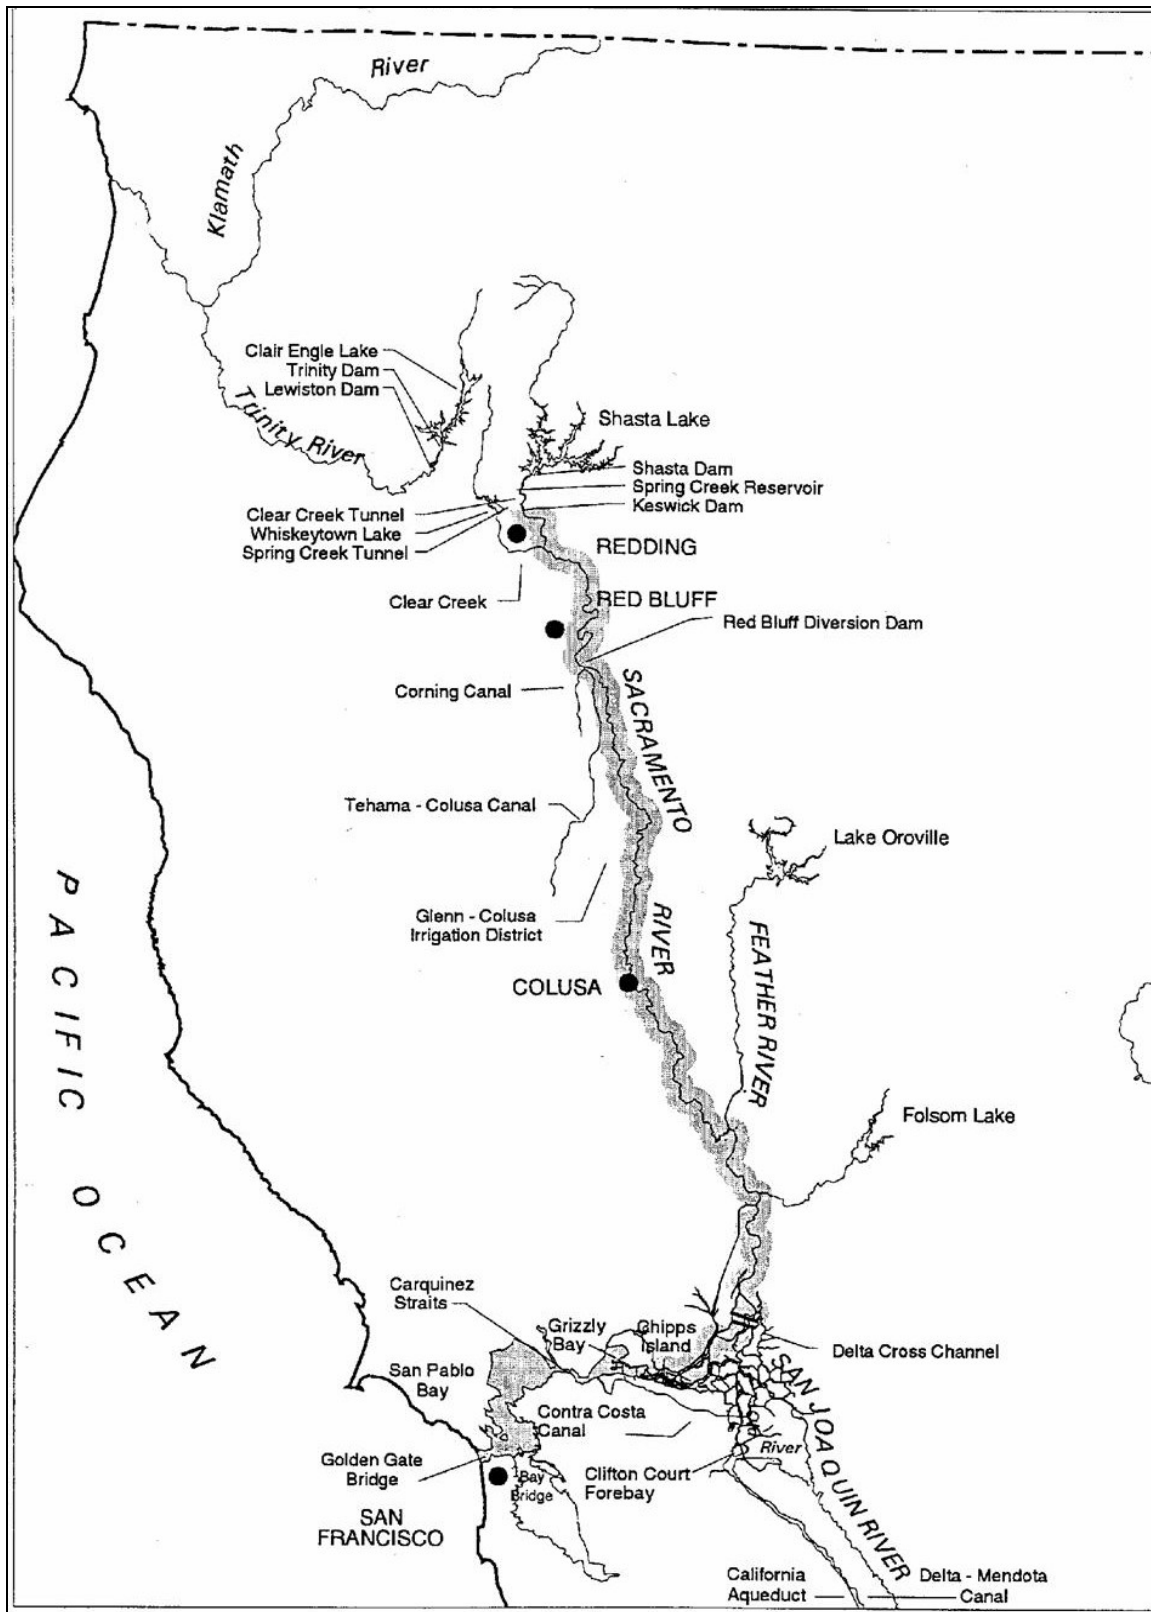 River
Klamath
Clair Engle Lake
Trinity Dam
Lewiston Dam
Trinity River
Shasta Lake
Shasta Dam
Spring Creek Reservoir
Keswick Dam
Clear Creek Tunnel
Whiskeytown Lake
Spring Creek Tunnel
REDDING
Clear Creek
RED BLUFF
Red Bluff Diversion Dam
Corning Canal
SACRAMENTO
RIVER
Tehama - Colusa Canal
Lake Oroville
Glenn - Colusa
Irrigation District
COLUSA
FEATHER RIVER
PACIFIC
OCEAN
Folsom Lake
Carquinez
Straits
Grizzly
Bay
Chipps
Island
Delta Cross Channel
San Pablo
Bay
SAN JOAQUIN RIVER
Contra Costa
Canal
River
Golden Gate
Bridge
Bay
Bridge
Clifton Court
Forebay
SAN
FRANCISCO
California
Aqueduct
Delta - Mendota
Canal